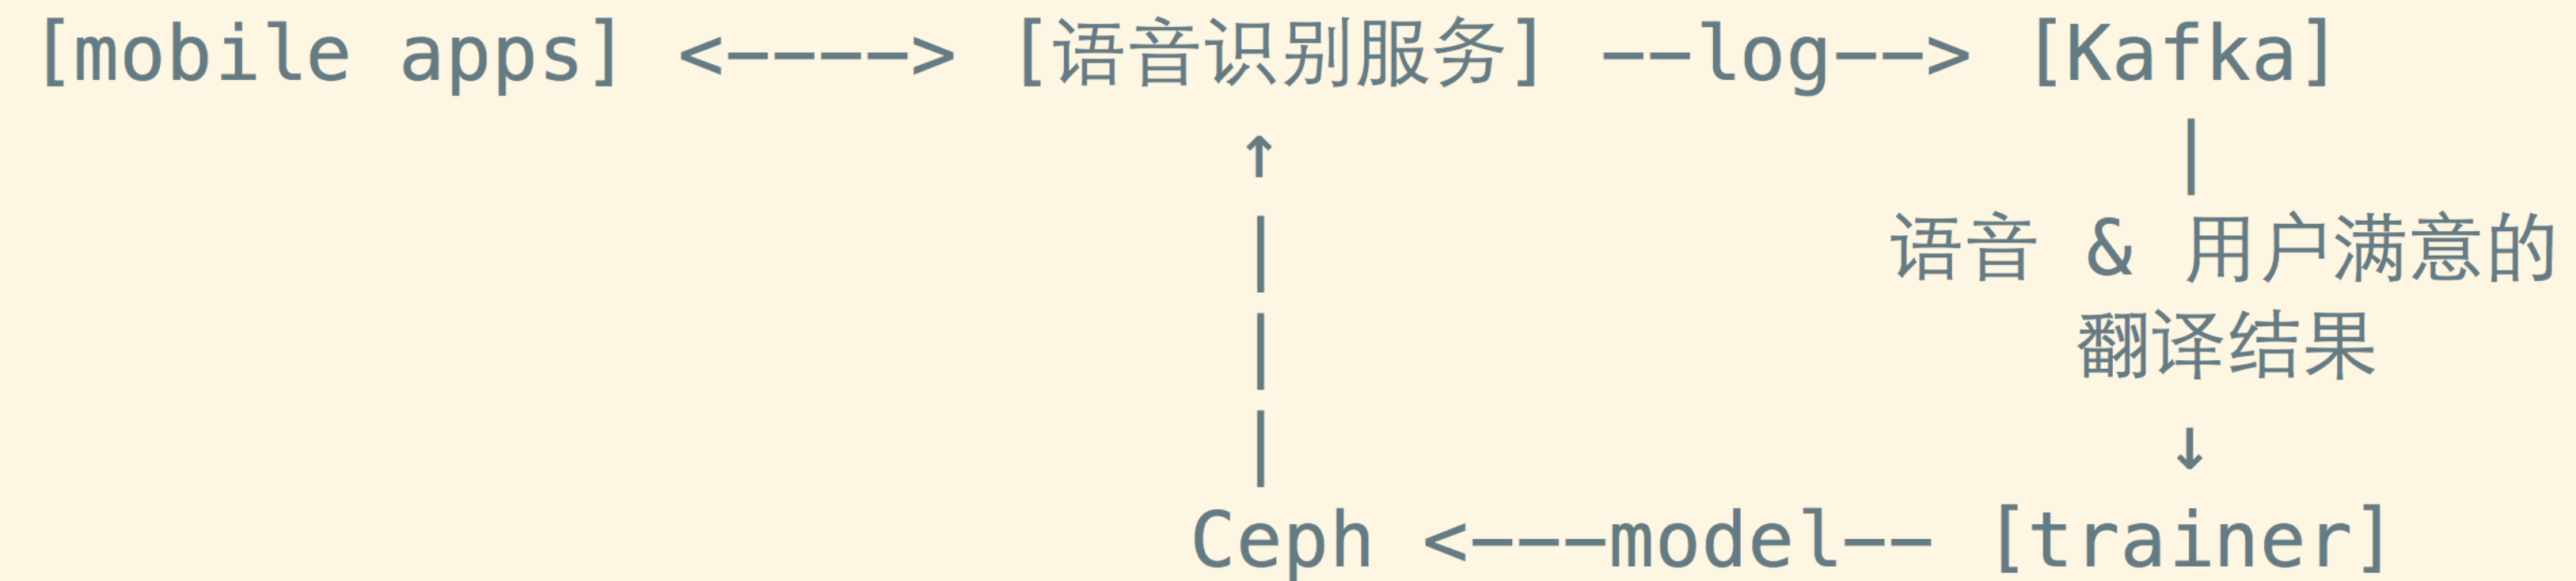 [mobile apps] <----> [语音识别服务] --log--> [Kafka]
语音 & 用户满意的
翻译结果
Ceph <---model-- [trainer]